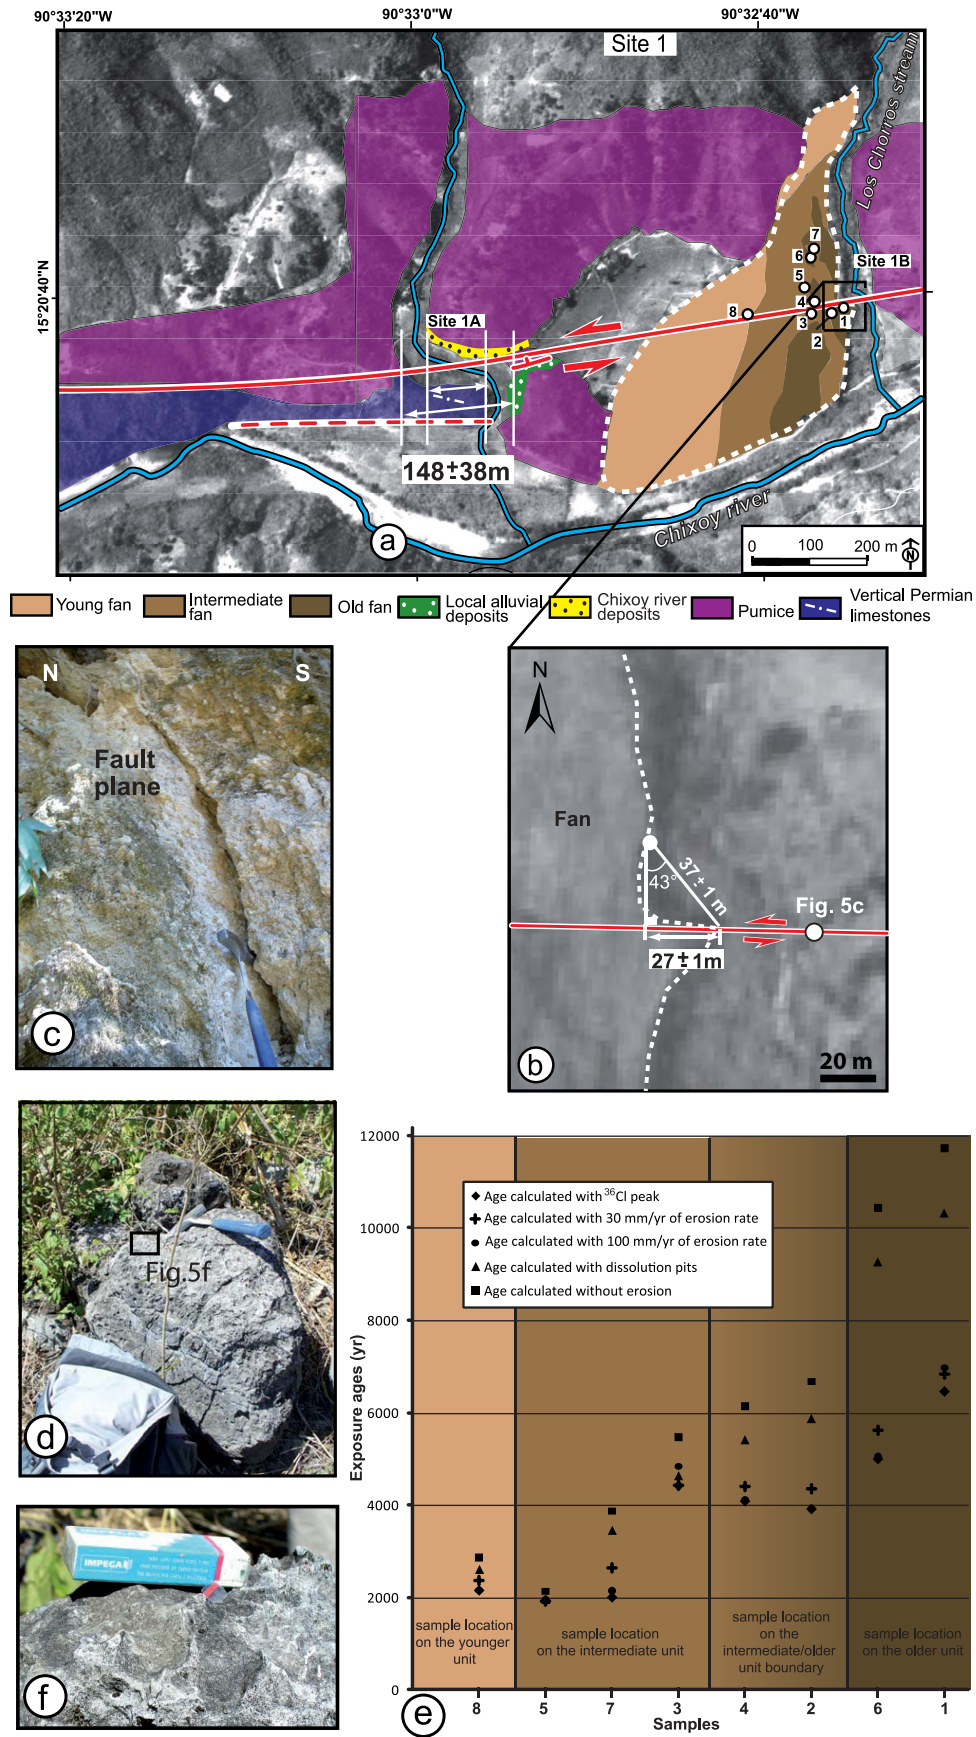 90°33'20"W
90°33'0"W
90°32'40"W
Site 1
Los Chorros stream
15°20'40"N
7
6
Site 1B
5
4
8
3
1
2
Site 1A
148±38m
Chixoy river
a
0 100 200 m
N
Young fan
Intermediate
fan
Old fan
Local alluvial
deposits
Chixoy river
deposits
Pumice
Vertical Permian
limestones
N S
Fault
plane
c
N
Fan
43°
37±1 m
Fig. 5c
27±1m
20 m
b
Fig.5f
d
IMPEGA
f
12000
10000
8000
6000
4000
2000
0
Exposure ages (yr)
Age calculated with ³⁶Cl peak
Age calculated with 30 mm/yr of erosion rate
Age calculated with 100 mm/yr of erosion rate
Age calculated with dissolution pits
Age calculated without erosion
sample location
on the younger
unit
sample location
on the intermediate unit
sample location
on the
intermediate/older
unit boundary
sample location
on the older unit
8 5 7 3 4 2 6 1
Samples
e